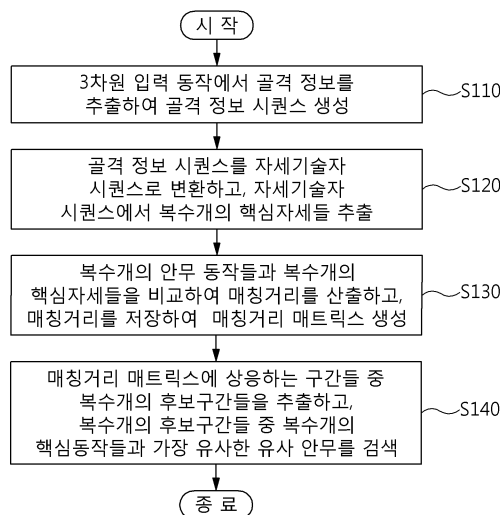 시 작
3차원 입력 동작에서 골격 정보를
추출하여 골격 정보 시퀀스 생성
S110
골격 정보 시퀀스를 자세기술자
시퀀스로 변환하고, 자세기술자
시퀀스에서 복수개의 핵심자세들 추출
S120
복수개의 안무 동작들과 복수개의
핵심자세들을 비교하여 매칭거리를 산출하고,
매칭거리를 저장하여 매칭거리 매트릭스 생성
S130
매칭거리 매트릭스에 상응하는 구간들 중
복수개의 후보구간들을 추출하고,
복수개의 후보구간들 중 복수개의
핵심동작들과 가장 유사한 유사 안무를 검색
S140
종 료